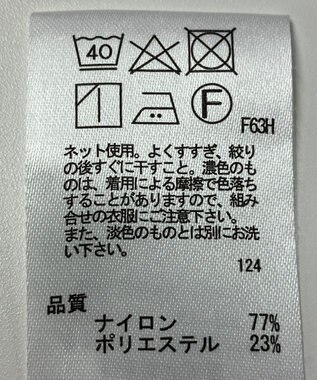 40
F
F63H
ネット使用。よくすすぎ、絞り
の後すぐに干すこと。濃色のも
のは、着用による摩擦で色落ち
することがありますので、組み
合せの衣服にご注意下さい。
また、淡色のものとは別にお洗
い下さい。
124
品質
ナイロン 77%
ポリエステル 23%